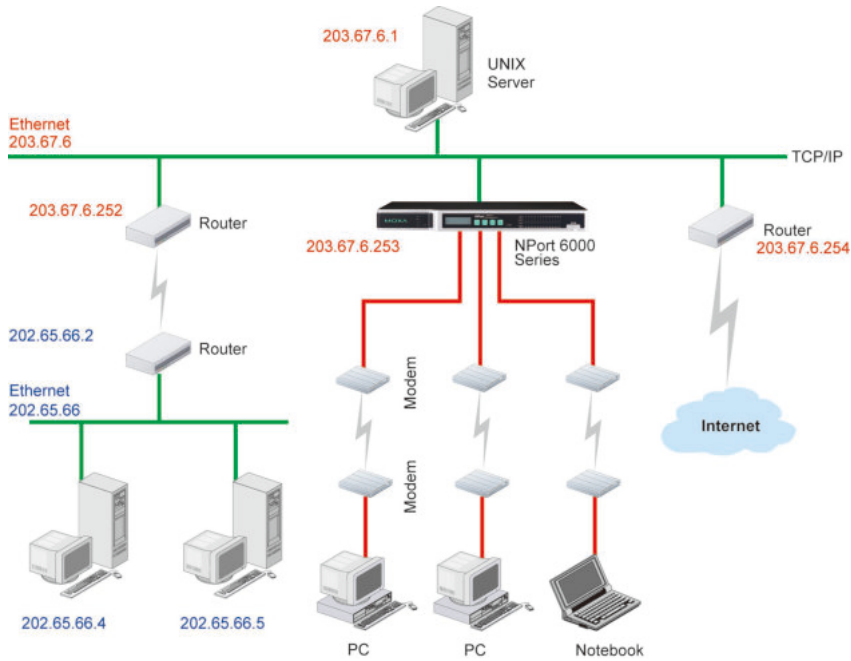 203.67.6.1
UNIX
Server
Ethernet
203.67.6
TCP/IP
203.67.6.252
Router
MOXA
203.67.6.253
NPort 6000
Series
Router
203.67.6.254
202.65.66.2
Router
Ethernet
202.65.66
Modem
Internet
Modem
202.65.66.4
202.65.66.5
PC
PC
Notebook